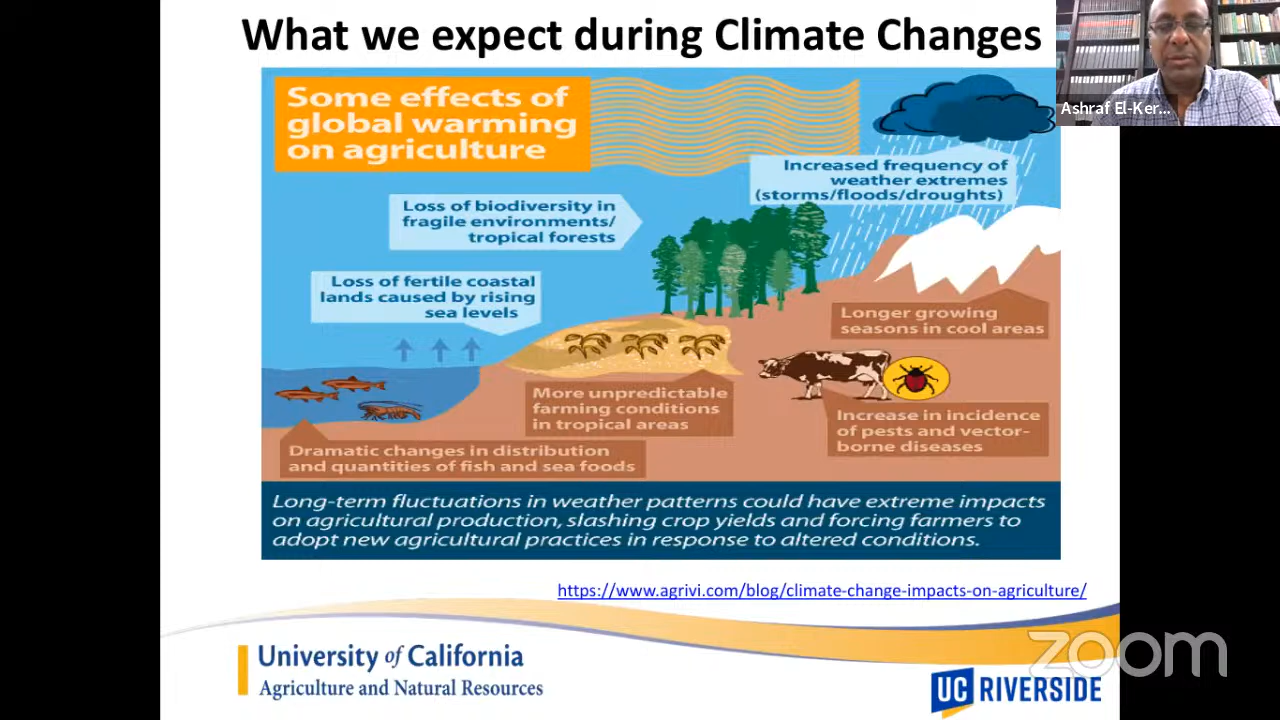 What we expect during Climate Changes
Ashraf El-Ker...
Some effects of
global warming
on agriculture
Increased frequency of
weather extremes
(storms/floods/droughts)
Loss of biodiversity in
fragile environments/
tropical forests
Loss of fertile coastal
lands caused by rising
sea levels
Longer growing
seasons in cool areas
More unpredictable
farming conditions
in tropical areas
Increase in incidence
of pests and vector-
borne diseases
Dramatic changes in distribution
and quantities of fish and sea foods
Long-term fluctuations in weather patterns could have extreme impacts
on agricultural production, slashing crop yields and forcing farmers to
adopt new agricultural practices in response to altered conditions.
https://www.agrivi.com/blog/climate-change-impacts-on-agriculture/
University of California
Agriculture and Natural Resources
zoom
UC RIVERSIDE